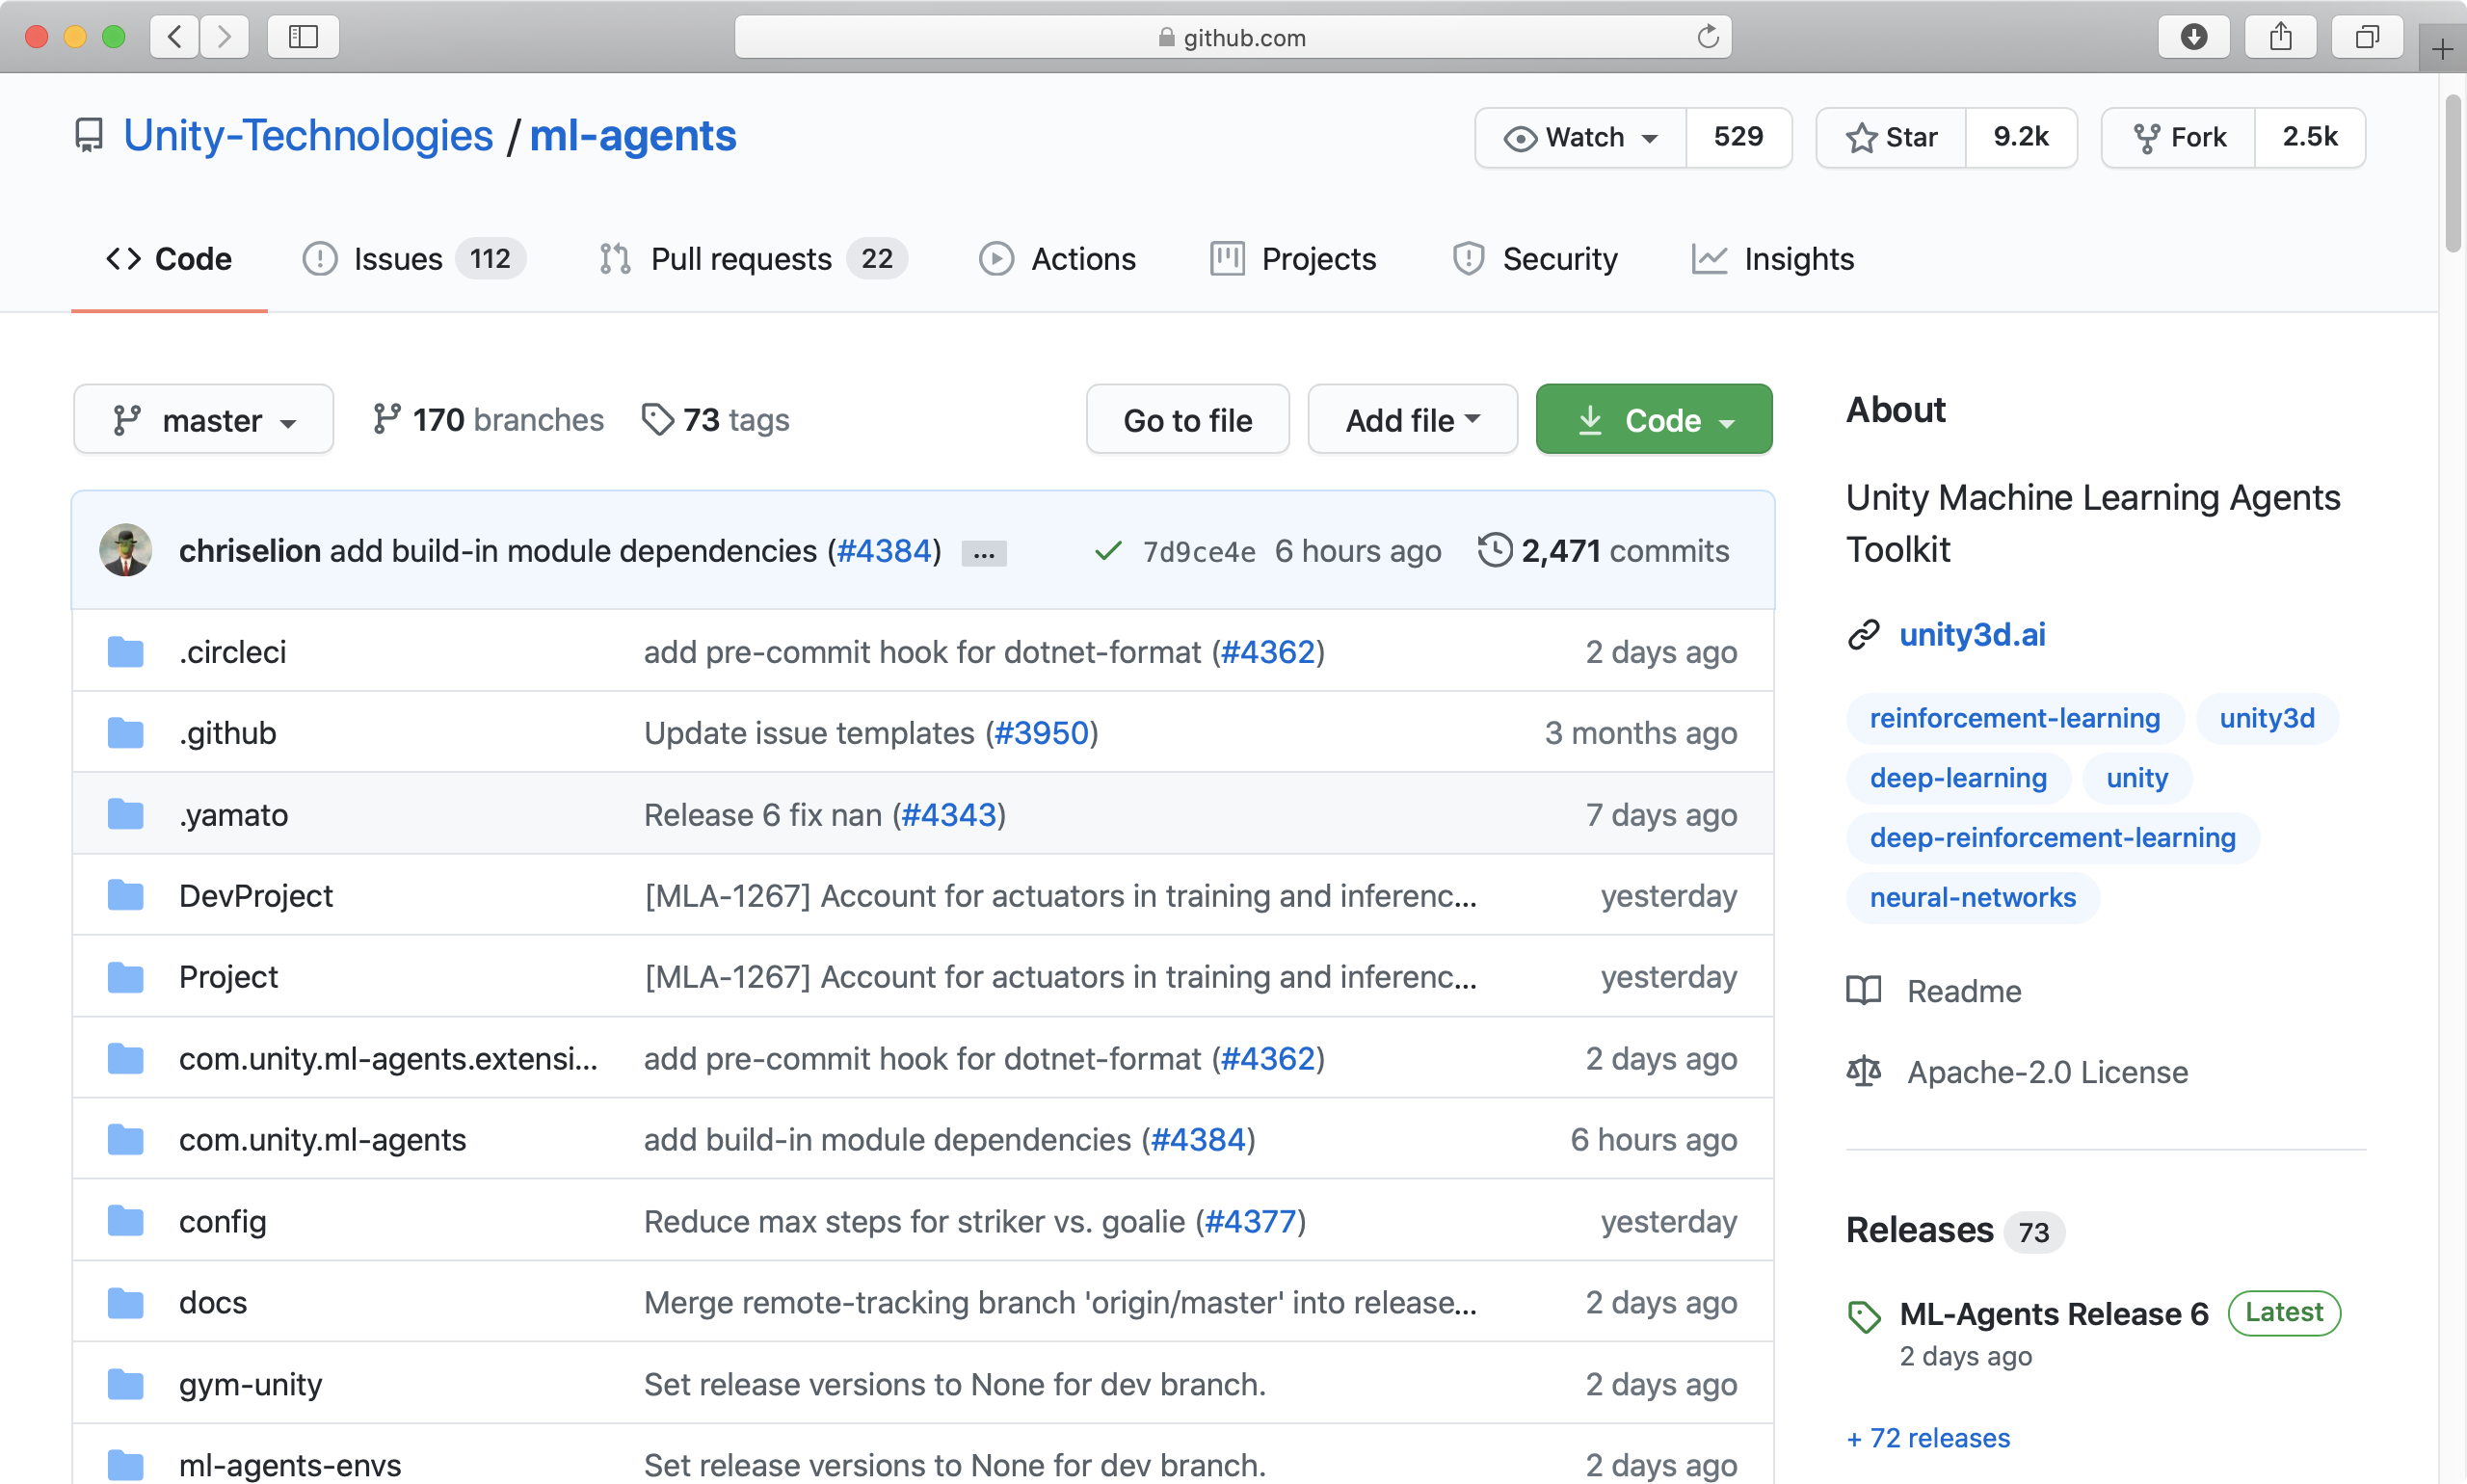 github.com
Unity-Technologies / ml-agents
Watch 529 Star 9.2k Fork 2.5k
Code Issues 112 Pull requests 22 Actions Projects Security Insights
master 170 branches 73 tags Go to file Add file Code
chriselion add build-in module dependencies (#4384) ... 7d9ce4e 6 hours ago 2,471 commits
.circleci add pre-commit hook for dotnet-format (#4362) 2 days ago
.github Update issue templates (#3950) 3 months ago
.yamato Release 6 fix nan (#4343) 7 days ago
DevProject [MLA-1267] Account for actuators in training and inferenc... yesterday
Project [MLA-1267] Account for actuators in training and inferenc... yesterday
com.unity.ml-agents.extensi... add pre-commit hook for dotnet-format (#4362) 2 days ago
com.unity.ml-agents add build-in module dependencies (#4384) 6 hours ago
config Reduce max steps for striker vs. goalie (#4377) yesterday
docs Merge remote-tracking branch 'origin/master' into release... 2 days ago
gym-unity Set release versions to None for dev branch. 2 days ago
ml-agents-envs Set release versions to None for dev branch. 2 days ago
About
Unity Machine Learning Agents
Toolkit
unity3d.ai
reinforcement-learning unity3d
deep-learning unity
deep-reinforcement-learning
neural-networks
Readme
Apache-2.0 License
Releases 73
ML-Agents Release 6 Latest
2 days ago
+ 72 releases